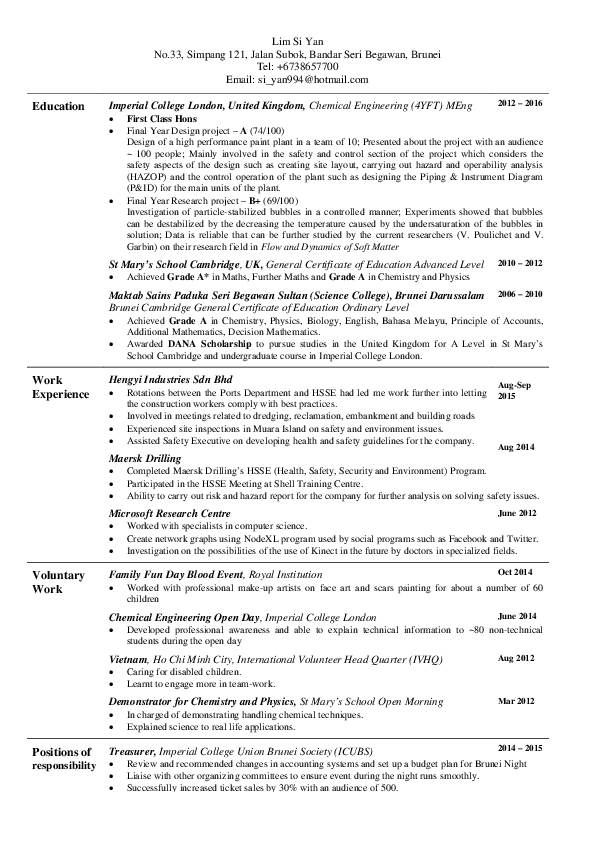 Lim Si Yan
No.33, Simpang 121, Jalan Subok, Bandar Seri Begawan, Brunei
Tel: +6738657700
Email: si_yan994@hotmail.com
Education
Imperial College London, United Kingdom, Chemical Engineering (4YFT) MEng 2012 – 2016
• First Class Hons
• Final Year Design project – A (74/100)
Design of a high performance paint plant in a team of 10; Presented about the project with an audience
~ 100 people; Mainly involved in the safety and control section of the project which considers the
safety aspects of the design such as creating site layout, carrying out hazard and operability analysis
(HAZOP) and the control operation of the plant such as designing the Piping & Instrument Diagram
(P&ID) for the main units of the plant.
• Final Year Research project – B+ (69/100)
Investigation of particle-stabilized bubbles in a controlled manner; Experiments showed that bubbles
can be destabilized by the decreasing the temperature caused by the undersaturation of the bubbles in
solution; Data is reliable that can be further studied by the current researchers (V. Poulichet and V.
Garbin) on their research field in Flow and Dynamics of Soft Matter
St Mary's School Cambridge, UK, General Certificate of Education Advanced Level 2010 – 2012
• Achieved Grade A* in Maths, Further Maths and Grade A in Chemistry and Physics
Maktab Sains Paduka Seri Begawan Sultan (Science College), Brunei Darussalam 2006 – 2010
Brunei Cambridge General Certificate of Education Ordinary Level
• Achieved Grade A in Chemistry, Physics, Biology, English, Bahasa Melayu, Principle of Accounts,
Additional Mathematics, Decision Mathematics.
• Awarded DANA Scholarship to pursue studies in the United Kingdom for A Level in St Mary's
School Cambridge and undergraduate course in Imperial College London.
Work
Experience
Hengyi Industries Sdn Bhd Aug-Sep
2015
• Rotations between the Ports Department and HSSE had led me work further into letting
the construction workers comply with best practices.
• Involved in meetings related to dredging, reclamation, embankment and building roads
• Experienced site inspections in Muara Island on safety and environment issues.
• Assisted Safety Executive on developing health and safety guidelines for the company.
Maersk Drilling Aug 2014
• Completed Maersk Drilling's HSSE (Health, Safety, Security and Environment) Program.
• Participated in the HSSE Meeting at Shell Training Centre.
• Ability to carry out risk and hazard report for the company for further analysis on solving safety issues.
Microsoft Research Centre June 2012
• Worked with specialists in computer science.
• Create network graphs using NodeXL program used by social programs such as Facebook and Twitter.
• Investigation on the possibilities of the use of Kinect in the future by doctors in specialized fields.
Voluntary
Work
Family Fun Day Blood Event, Royal Institution Oct 2014
• Worked with professional make-up artists on face art and scars painting for about a number of 60
children
Chemical Engineering Open Day, Imperial College London June 2014
• Developed professional awareness and able to explain technical information to ~80 non-technical
students during the open day
Vietnam, Ho Chi Minh City, International Volunteer Head Quarter (IVHQ) Aug 2012
• Caring for disabled children.
• Learnt to engage more in team-work.
Demonstrator for Chemistry and Physics, St Mary's School Open Morning Mar 2012
• In charged of demonstrating handling chemical techniques.
• Explained science to real life applications.
Positions of
responsibility
Treasurer, Imperial College Union Brunei Society (ICUBS) 2014 – 2015
• Review and recommended changes in accounting systems and set up a budget plan for Brunei Night
• Liaise with other organizing committees to ensure event during the night runs smoothly.
• Successfully increased ticket sales by 30% with an audience of 500.